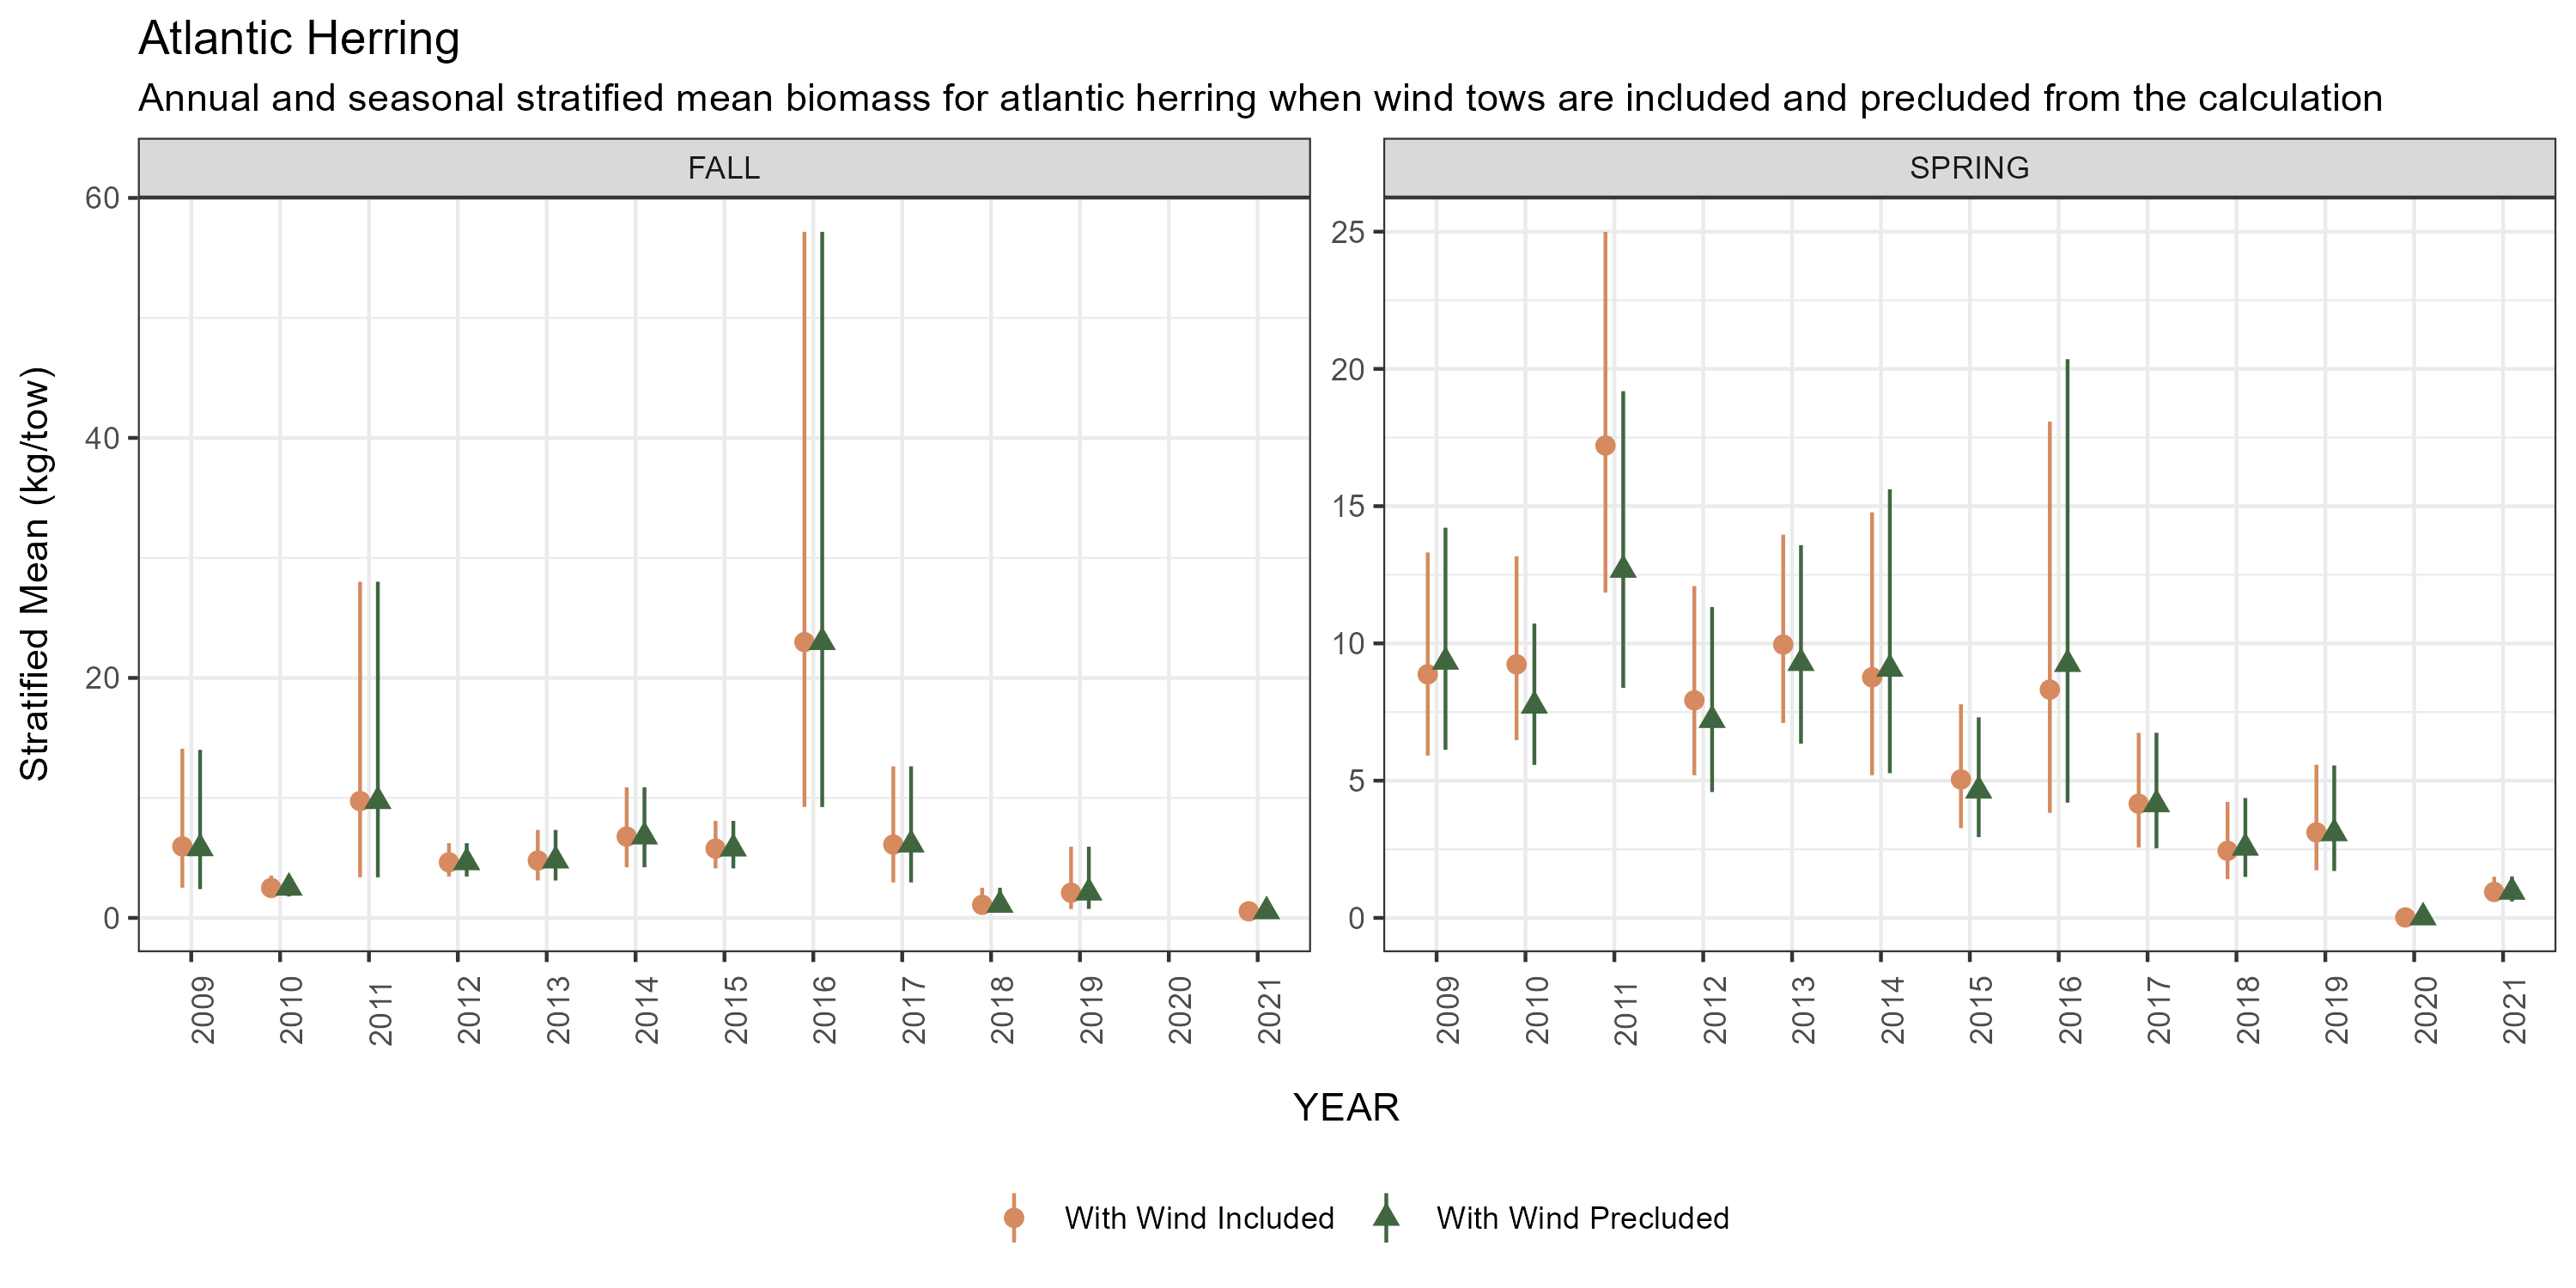 Atlantic Herring
Annual and seasonal stratified mean biomass for atlantic herring when wind tows are included and precluded from the calculation
FALL
SPRING
Stratified Mean (kg/tow)
60
40
20
0
25
20
15
10
5
0
2009 2010 2011 2012 2013 2014 2015 2016 2017 2018 2019 2020 2021
2009 2010 2011 2012 2013 2014 2015 2016 2017 2018 2019 2020 2021
YEAR
With Wind Included
With Wind Precluded